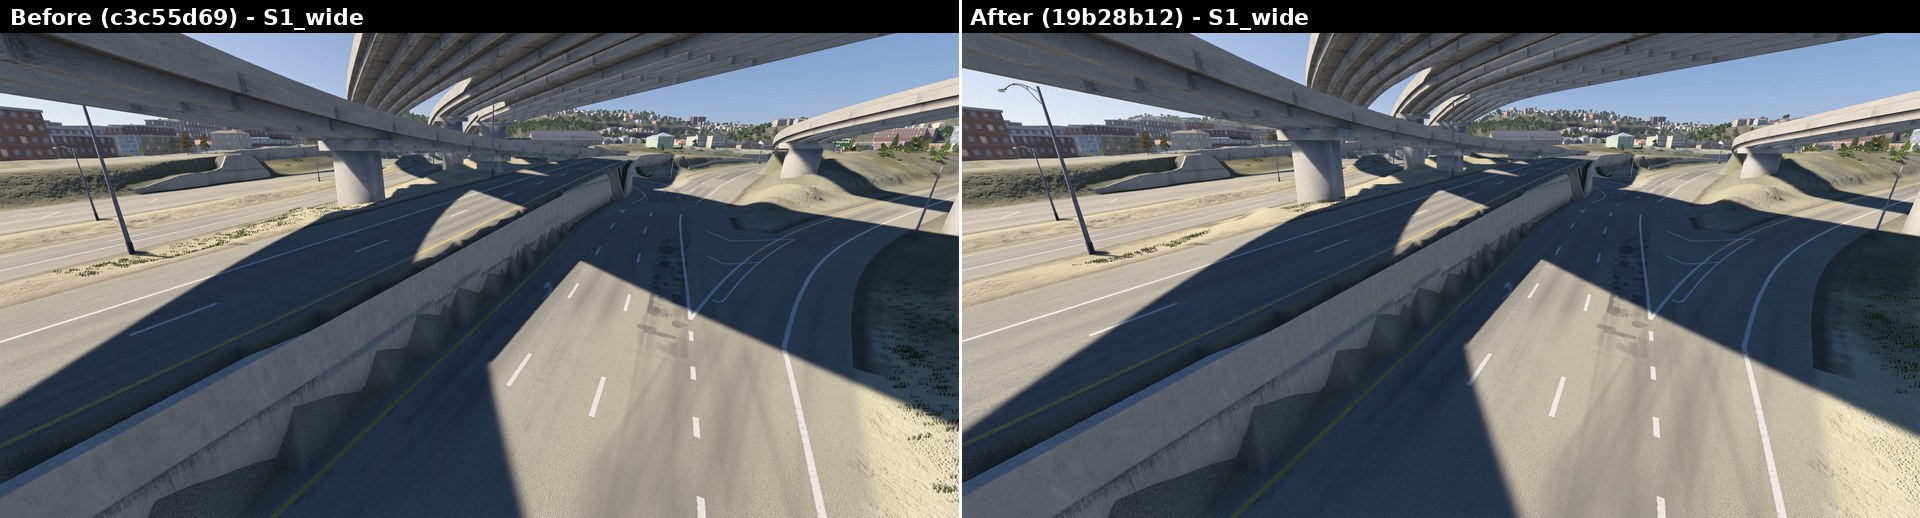 Before (c3c55d69) - S1_wide
After (19b28b12) - S1_wide